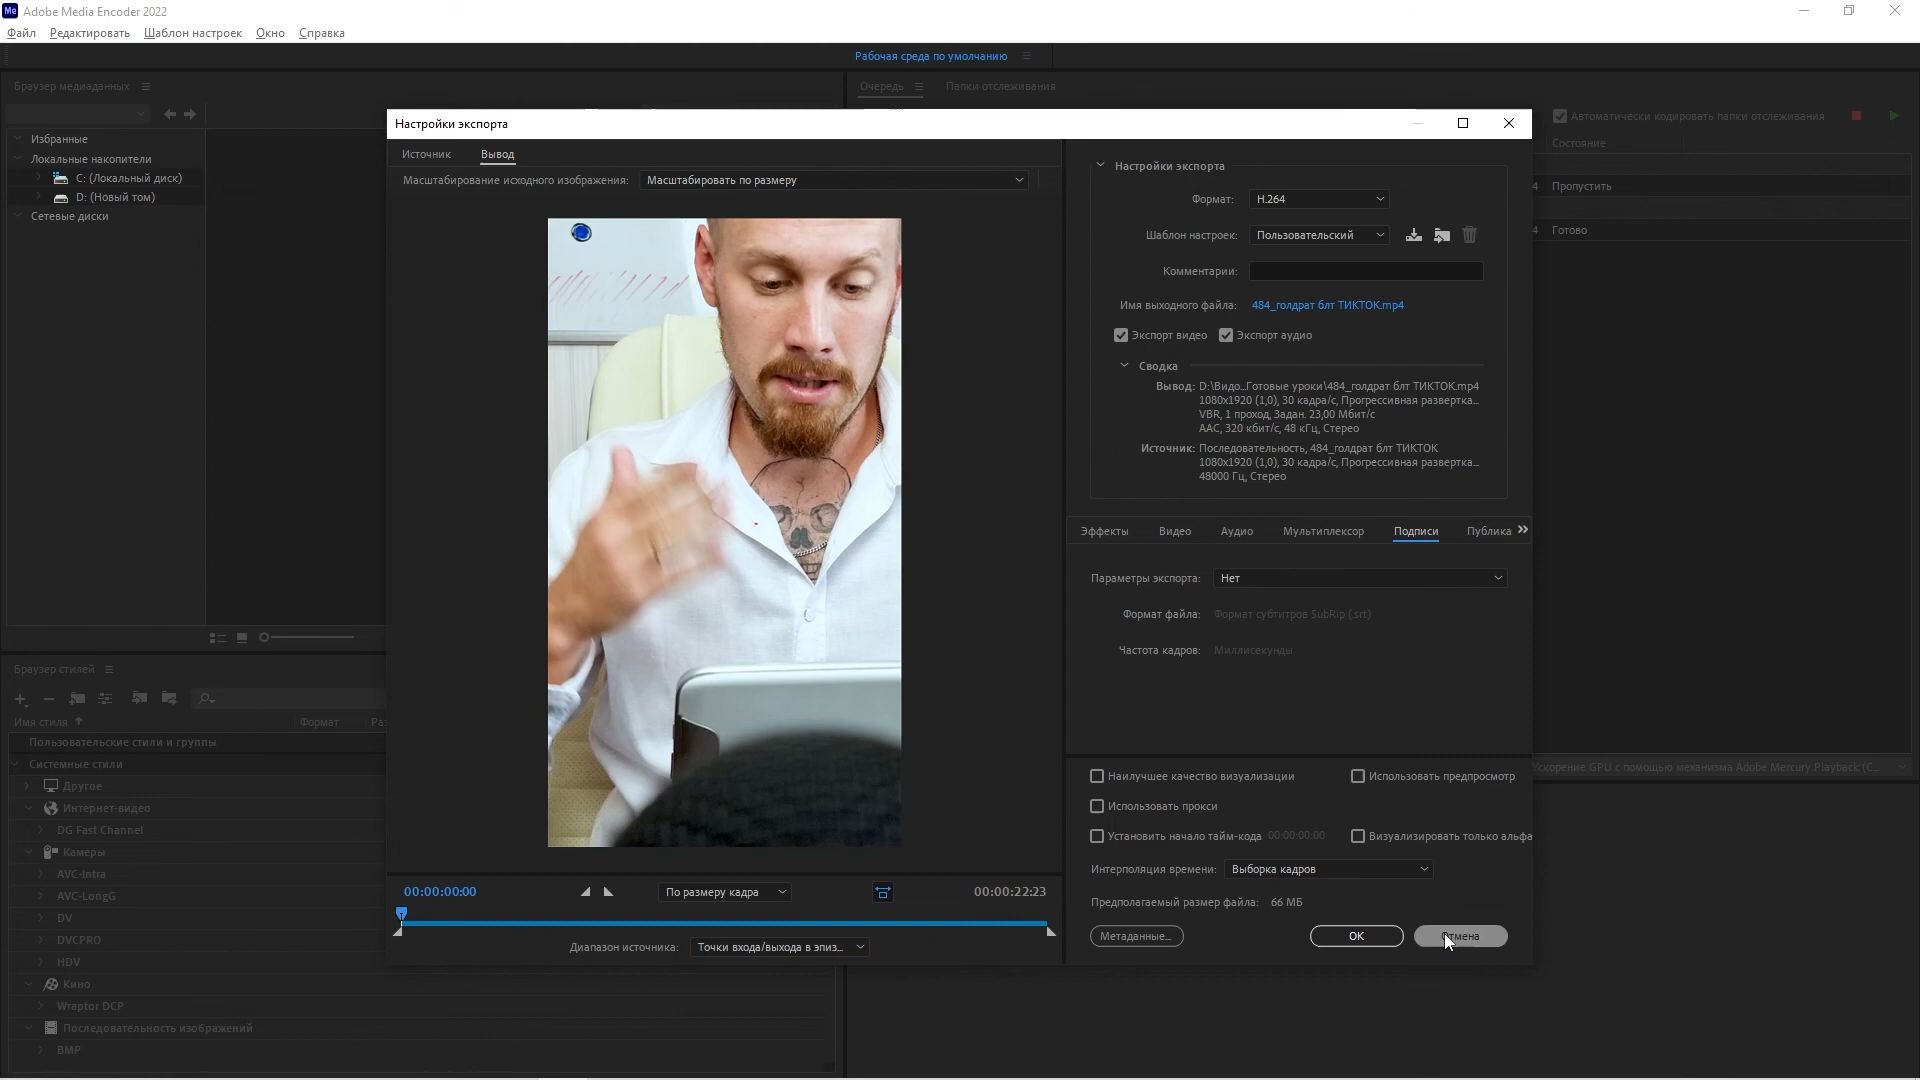 Me Adobe Media Encoder 2022
Файл Редактировать Шаблон настроек Окно Справка
Рабочая среда по умолчанию
Браузер медиаданных
Очередь Папки отслеживания
Автоматически кодировать папки отслеживания
Избранные
Локальные накопители
C: (Локальный диск)
D: (Новый том)
Сетевые диски
Состояние
4 Пропустить
4 Готово
Настройки экспорта
Источник Вывод
Масштабирование исходного изображения: Масштабировать по размеру
Настройки экспорта
Формат: H.264
Шаблон настроек: Пользовательский
Комментарии:
Имя выходного файла: 484_голдрат блт ТИКТОК.mp4
Экспорт видео Экспорт аудио
Сводка
Вывод: D:\Видо...Готовые уроки\484_голдрат блт ТИКТОК.mp4
1080x1920 (1,0), 30 кадра/с, Прогрессивная развертка...
VBR, 1 проход, Задан. 23,00 Мбит/с
AAC, 320 кбит/с, 48 кГц, Стерео
Источник: Последовательность, 484_голдрат блт ТИКТОК
1080x1920 (1,0), 30 кадра/с, Прогрессивная развертка...
48000 Гц, Стерео
Эффекты Видео Аудио Мультиплексор Подписи Публика
Параметры экспорта: Нет
Формат файла: Формат субтитров SubRip (.srt)
Частота кадров: Миллисекунды
Наилучшее качество визуализации Использовать предпросмотр
Использовать прокси
Установить начало тайм-кода 00:00:00:00 Визуализировать только альфа
Интерполяция времени: Выборка кадров
Предполагаемый размер файла: 66 МБ
Метаданные... ОК Отмена
00:00:00:00 По размеру кадра 00:00:22:23
Диапазон источника: Точки входа/выхода в эпиз...
Ускорение GPU с помощью механизма Adobe Mercury Playback (C...
Браузер стилей
Имя стиля Формат Раз
Пользовательские стили и группы
Системные стили
Другое
Интернет-видео
DG Fast Channel
Камеры
AVC-Intra
AVC-LongG
DV
DVCPRO
HDV
Кино
Wraptor DCP
Последовательность изображений
BMP